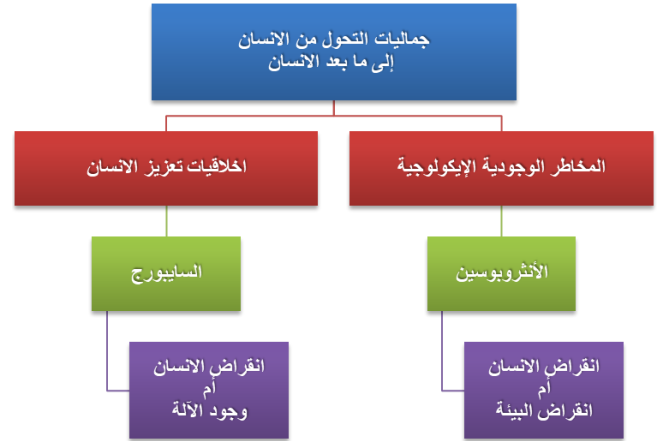 جماليات التحول من الانسان
إلى ما بعد الانسان
المخاطر الوجودية الإيكولوجية
اخلاقيات تعزيز الانسان
الأنثروبوسين
السايبورج
انقراض الانسان
أم
انقراض البيئة
انقراض الانسان
أم
وجود الآلة